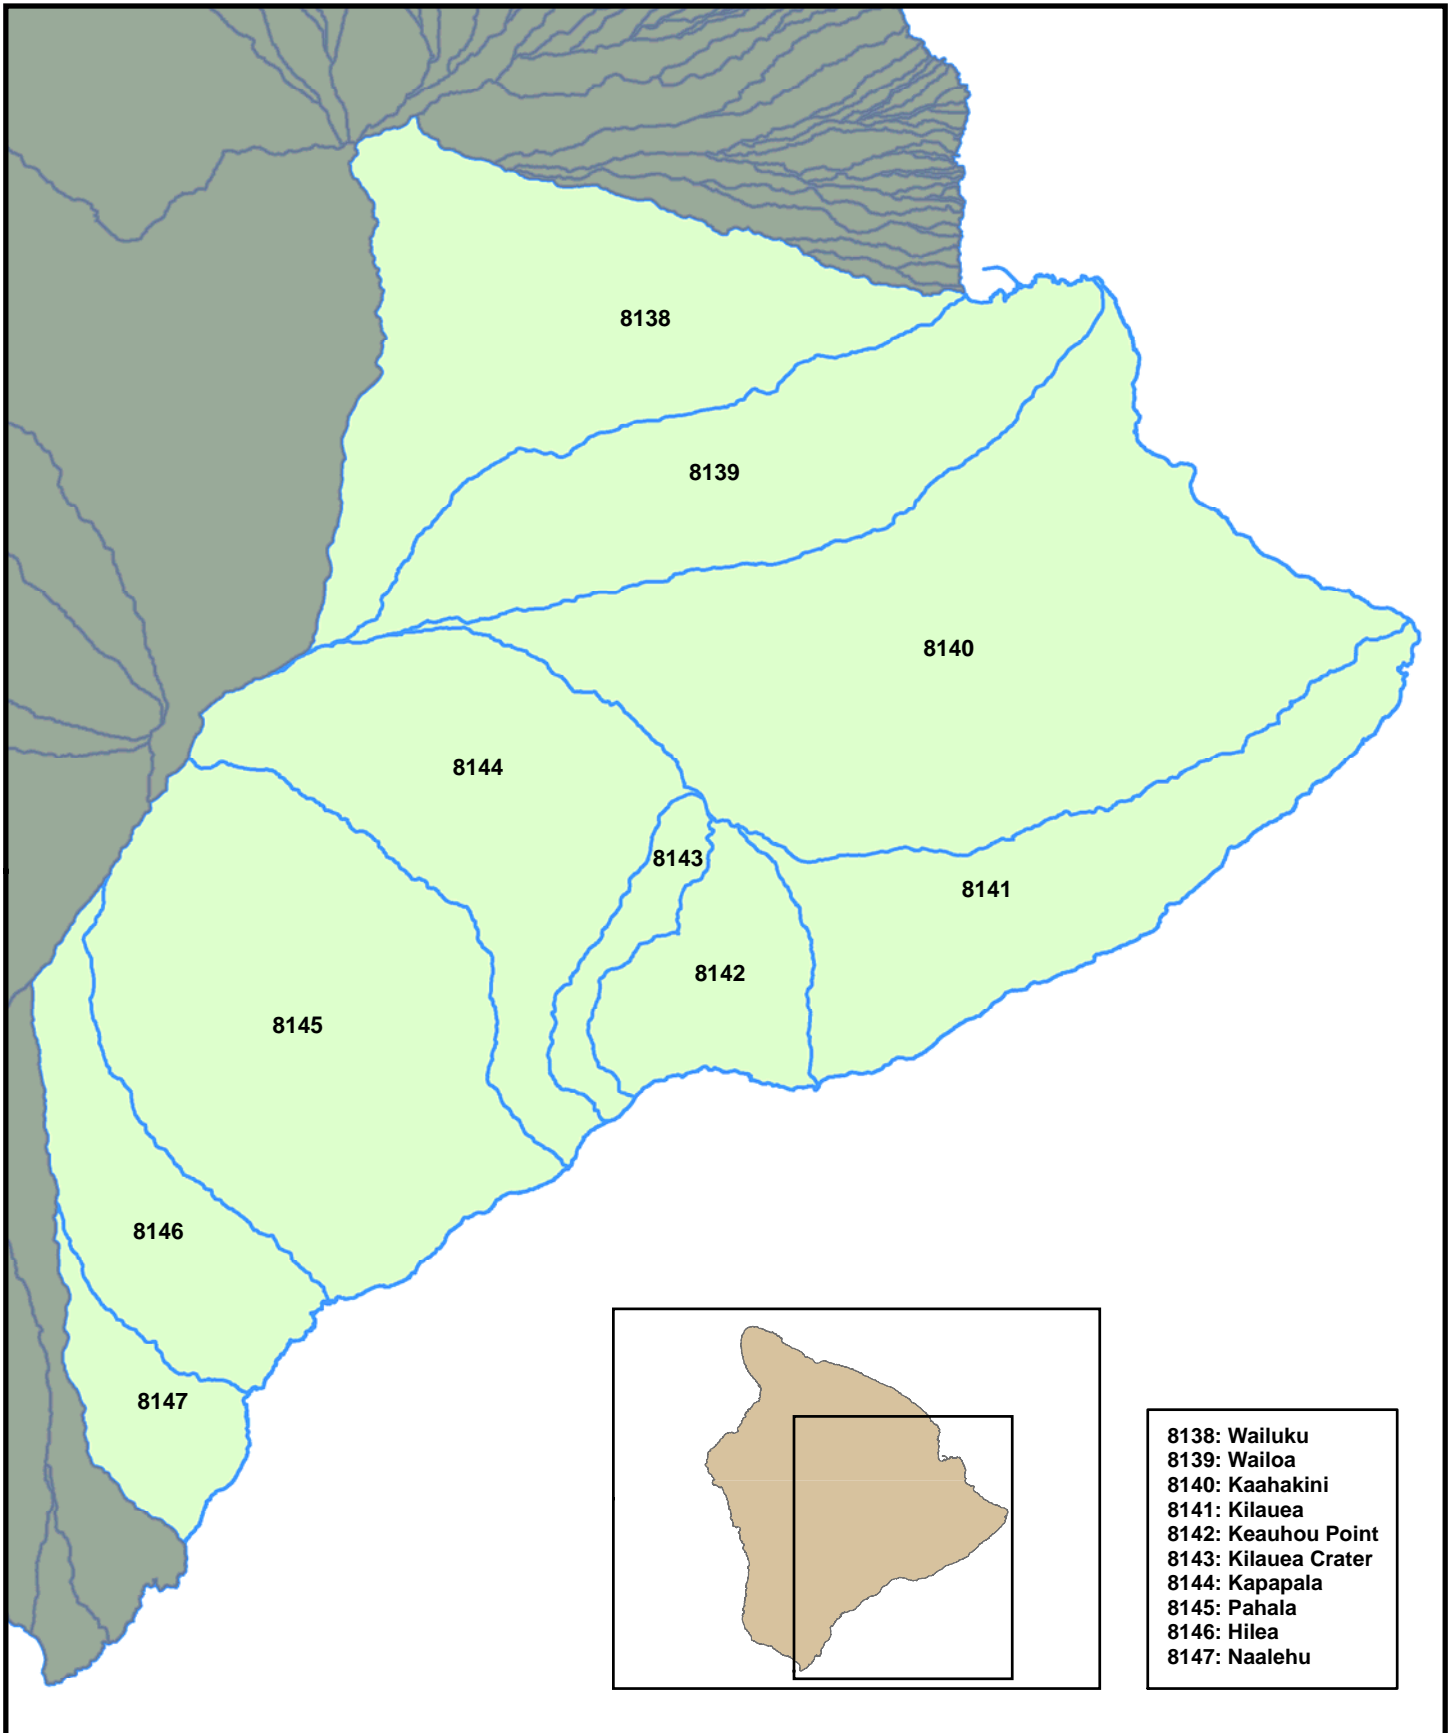 8138
8139
8140
8144
8143
8141
8142
8145
8146
8147
8138: Wailuku
8139: Wailoa
8140: Kaahakini
8141: Kilauea
8142: Keauhou Point
8143: Kilauea Crater
8144: Kapapala
8145: Pahala
8146: Hilea
8147: Naalehu